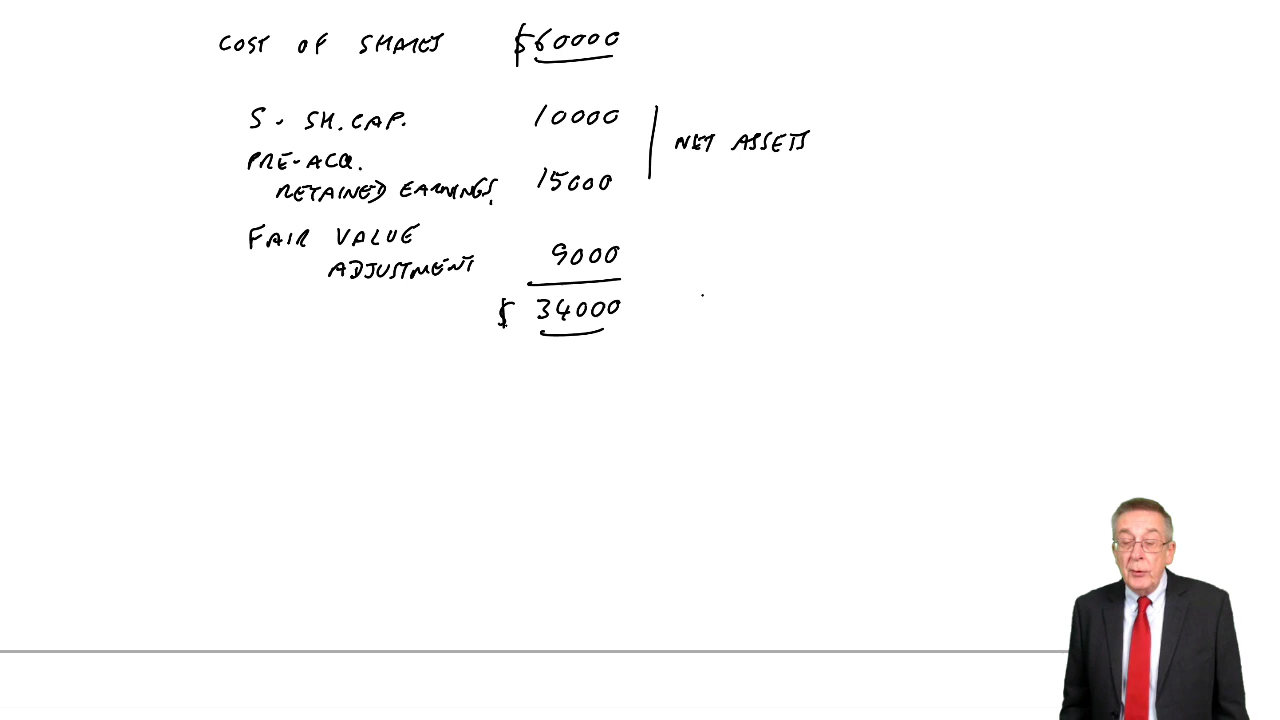 COST OF SHARES $60000
S. SH. CAP. 10000
NET ASSETS
PRE-ACQ.
RETAINED EARNINGS. 15000
FAIR VALUE
ADJUSTMENT 9000
$ 34000